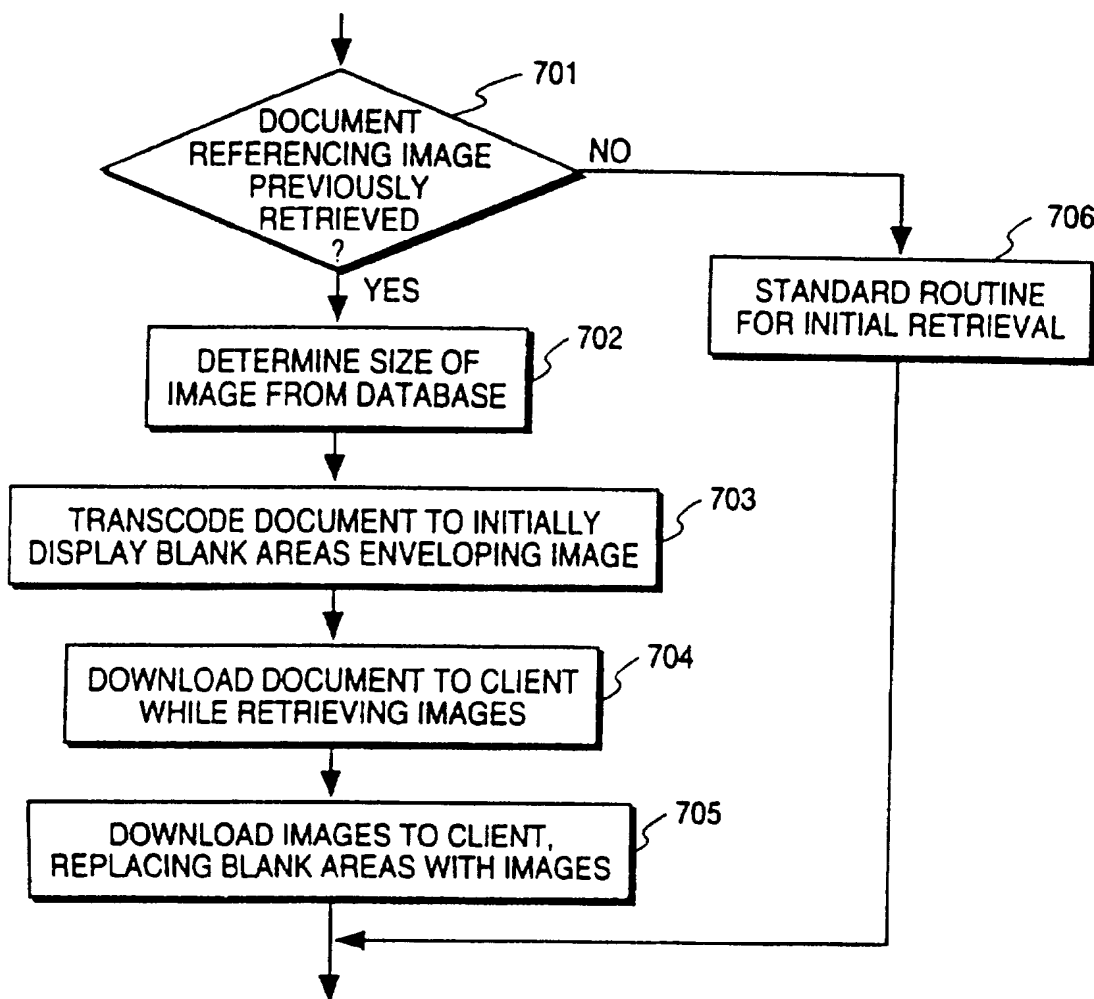 701
DOCUMENT
REFERENCING IMAGE
PREVIOUSLY
RETRIEVED
?
NO
YES
706
STANDARD ROUTINE
FOR INITIAL RETRIEVAL
702
DETERMINE SIZE OF
IMAGE FROM DATABASE
703
TRANSCODE DOCUMENT TO INITIALLY
DISPLAY BLANK AREAS ENVELOPING IMAGE
704
DOWNLOAD DOCUMENT TO CLIENT
WHILE RETRIEVING IMAGES
705
DOWNLOAD IMAGES TO CLIENT,
REPLACING BLANK AREAS WITH IMAGES